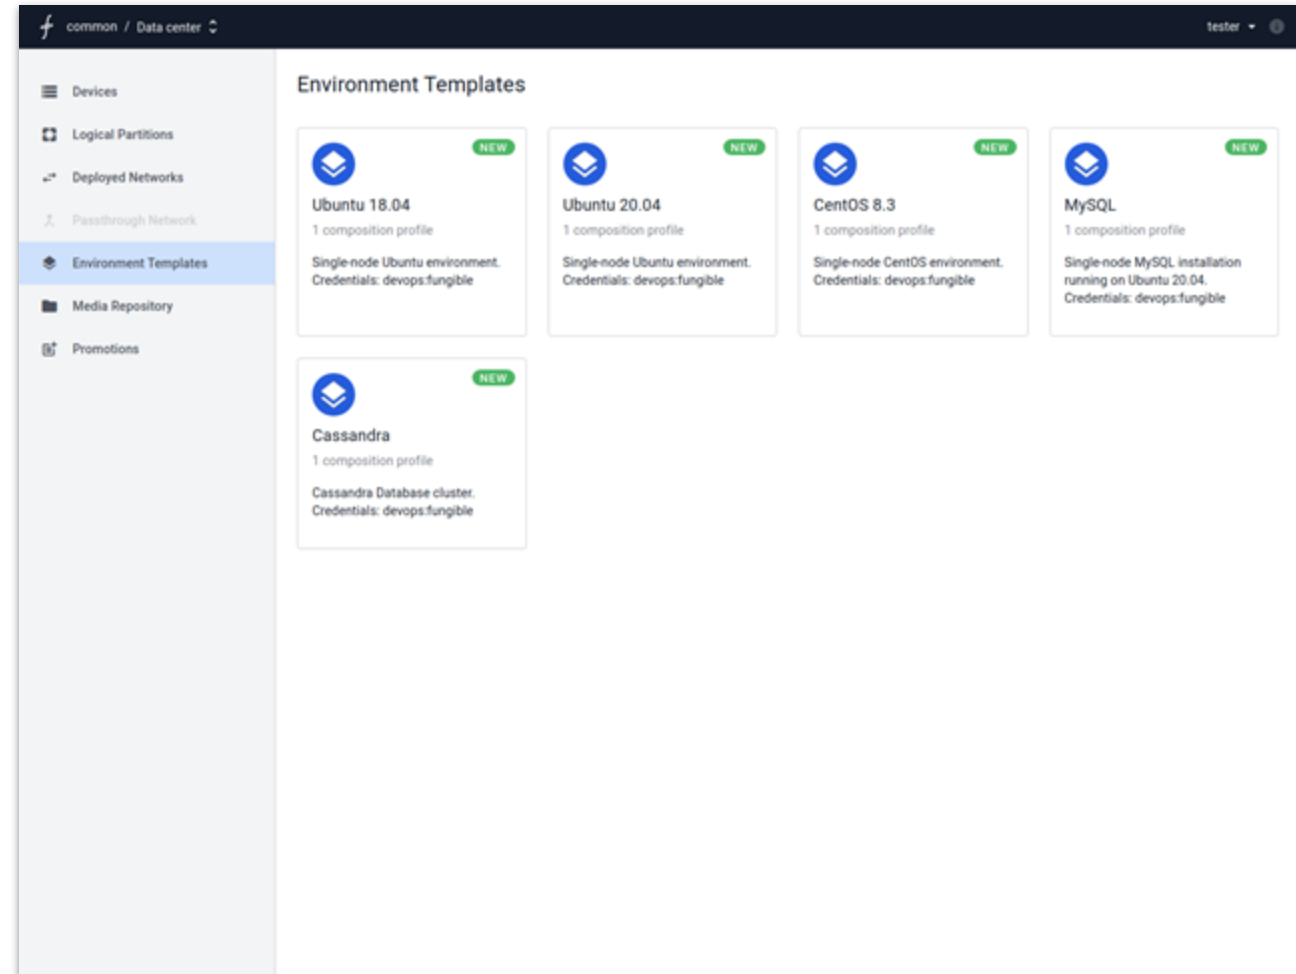 common / Data center
tester
Devices
Logical Partitions
Deployed Networks
Passthrough Network
Environment Templates
Media Repository
Promotions
Environment Templates
NEW
Ubuntu 18.04
1 composition profile
Single-node Ubuntu environment.
Credentials: devops:fungible
NEW
Ubuntu 20.04
1 composition profile
Single-node Ubuntu environment.
Credentials: devops:fungible
NEW
CentOS 8.3
1 composition profile
Single-node CentOS environment.
Credentials: devops:fungible
NEW
MySQL
1 composition profile
Single-node MySQL installation
running on Ubuntu 20.04.
Credentials: devops:fungible
NEW
Cassandra
1 composition profile
Cassandra Database cluster.
Credentials: devops:fungible